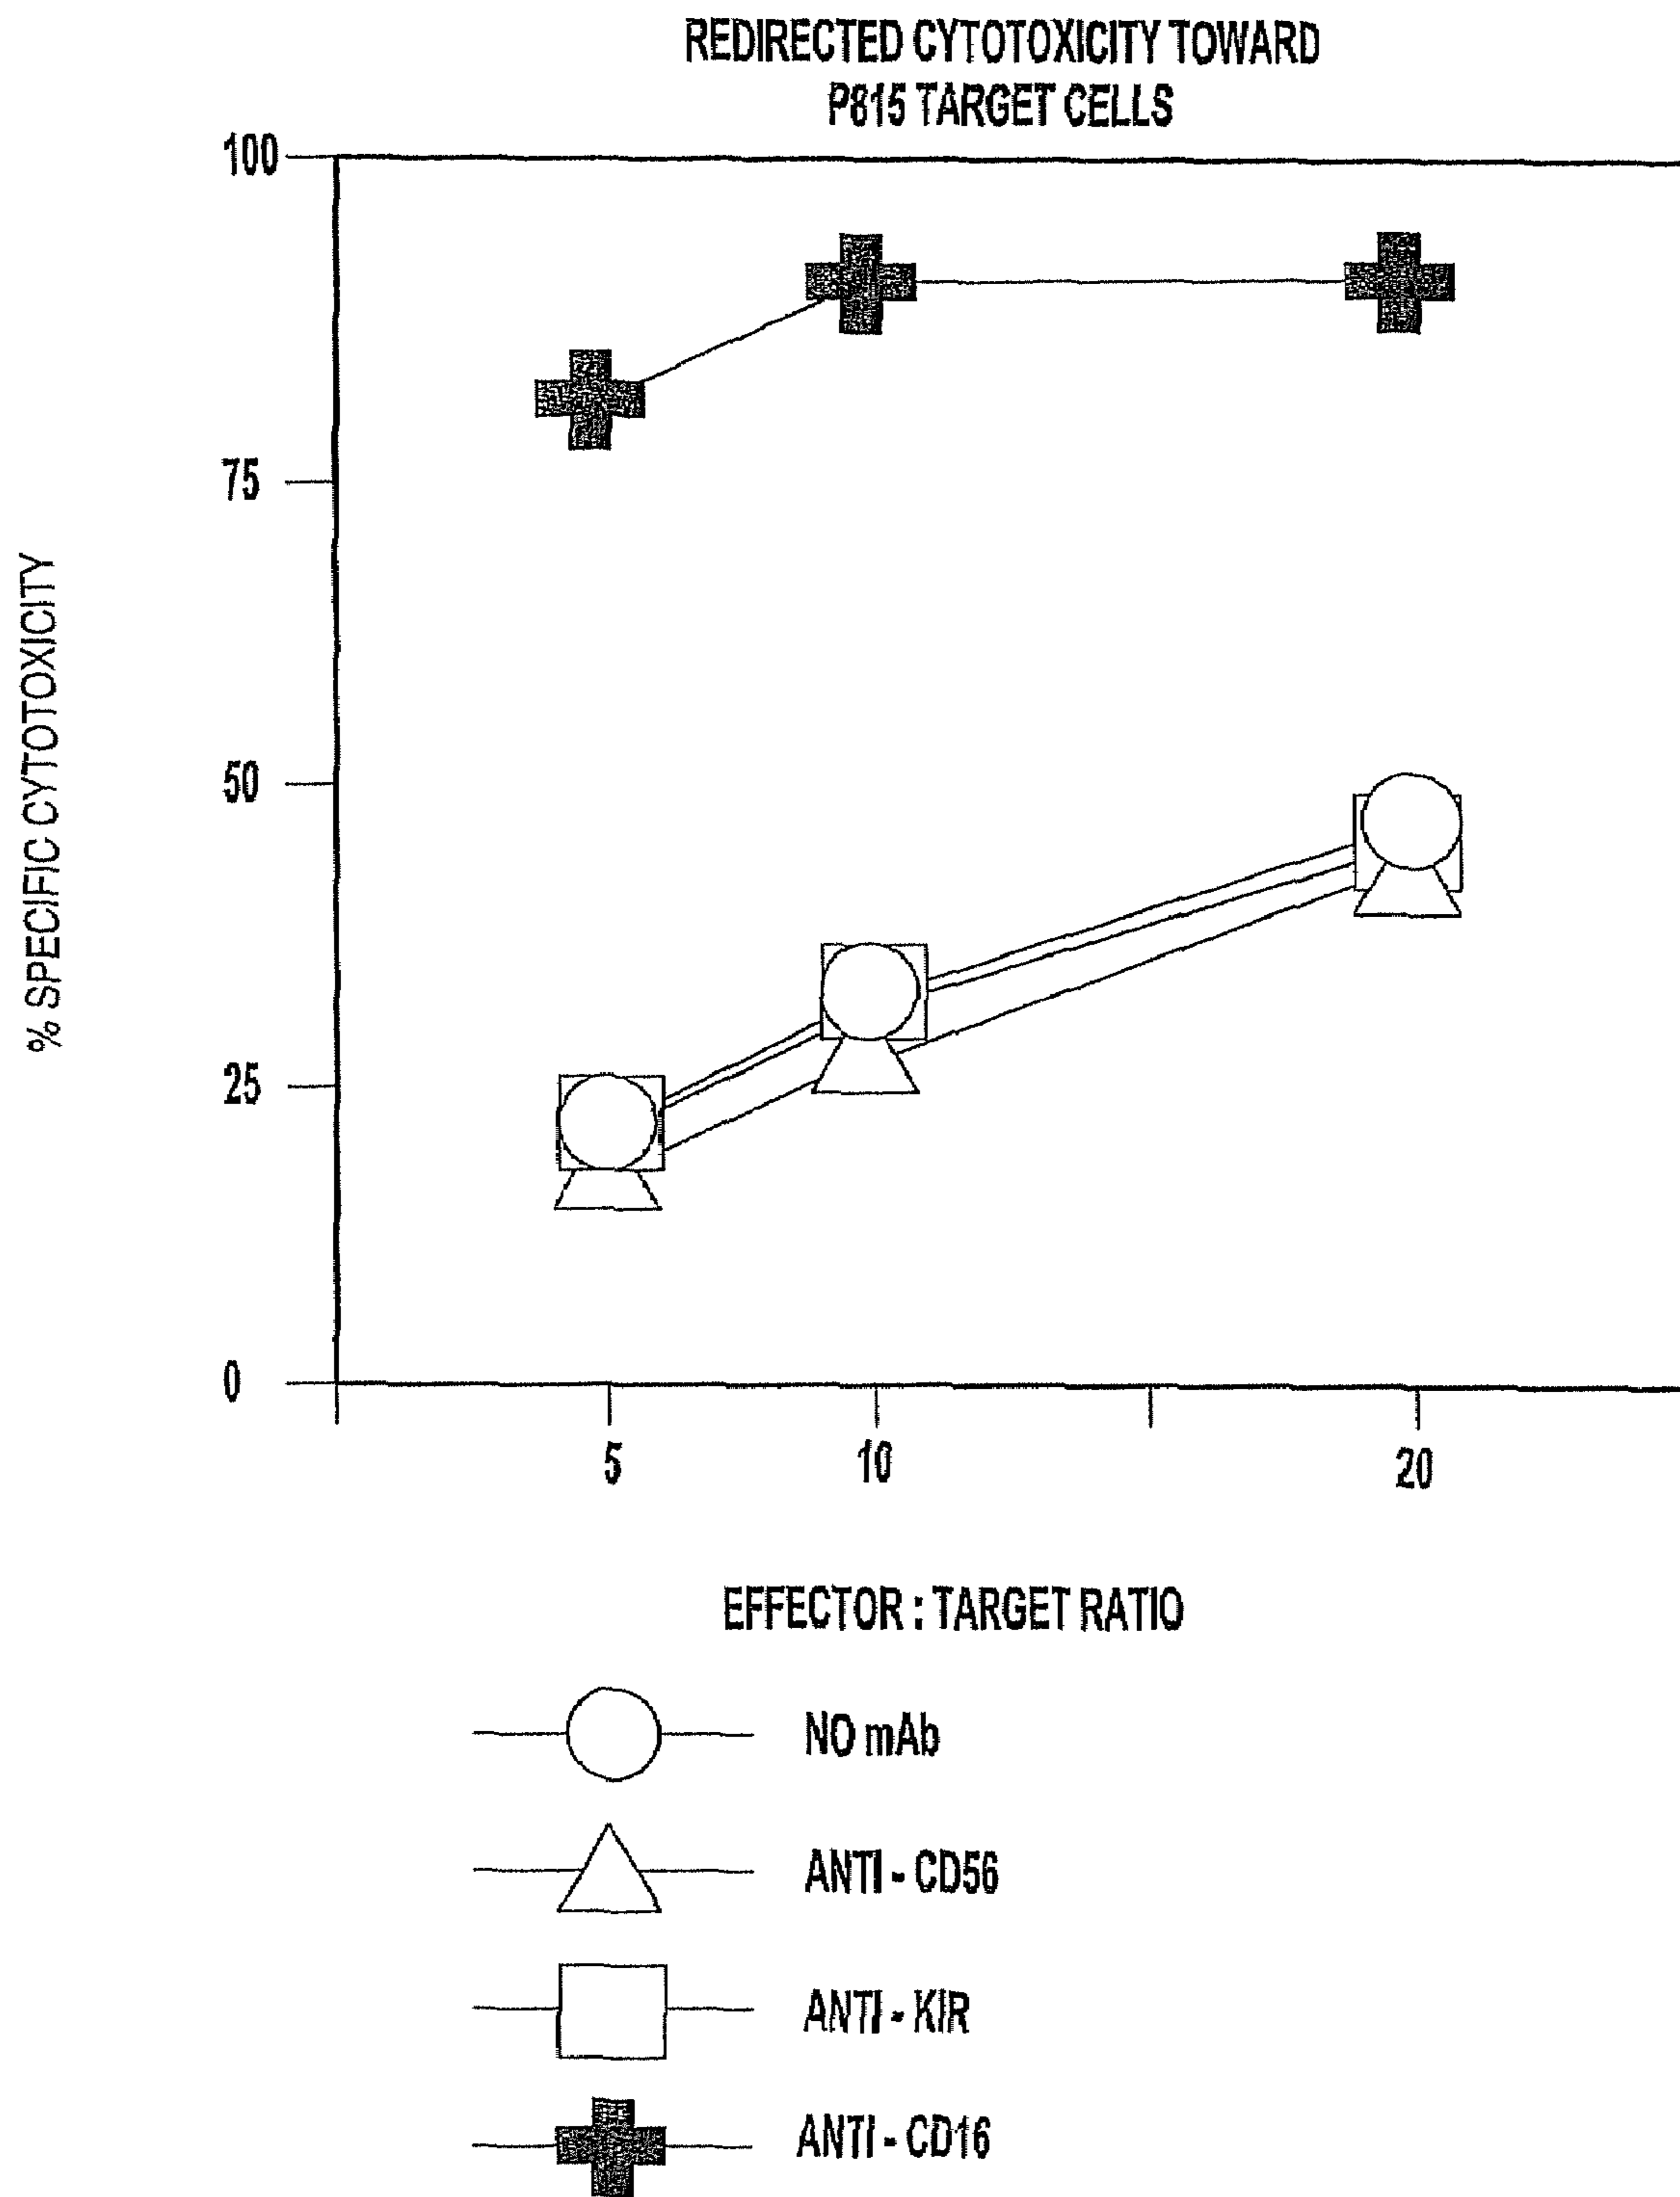 REDIRECTED CYTOTOXICITY TOWARD
P815 TARGET CELLS
100
75
50
25
0
% SPECIFIC CYTOTOXICITY
5
10
20
EFFECTOR : TARGET RATIO
NO mAb
ANTI - CD56
ANTI - KIR
ANTI - CD16